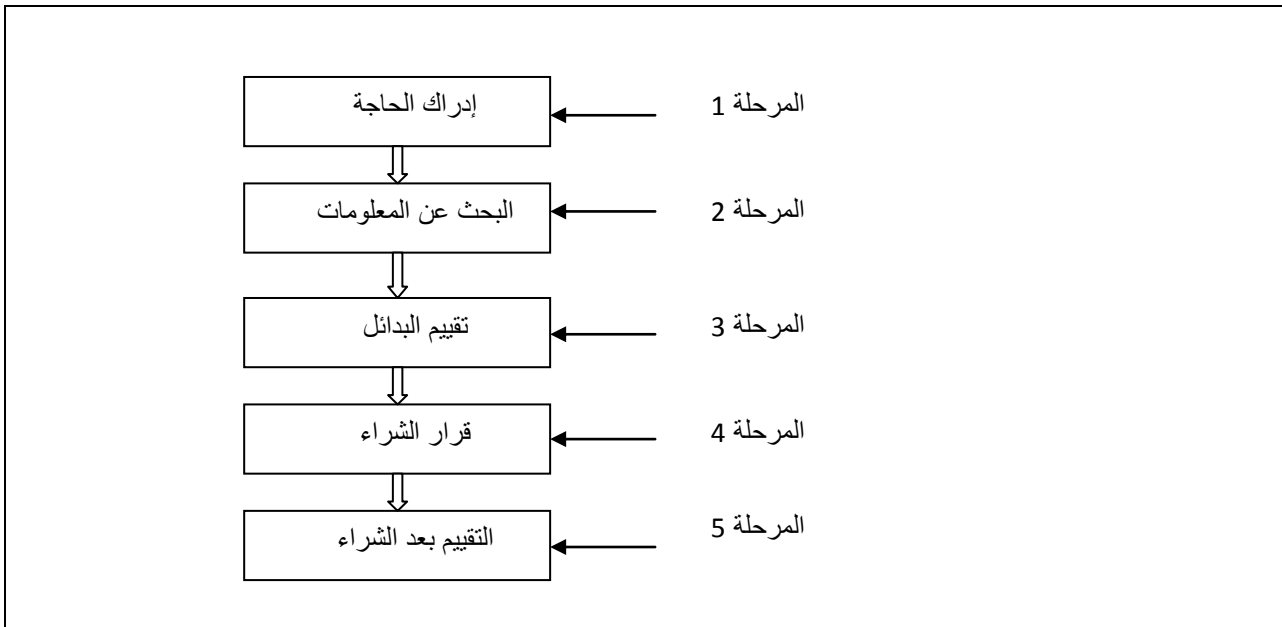 المرحلة 1
إدراك الحاجة
المرحلة 2
البحث عن المعلومات
المرحلة 3
تقييم البدائل
المرحلة 4
قرار الشراء
المرحلة 5
التقييم بعد الشراء